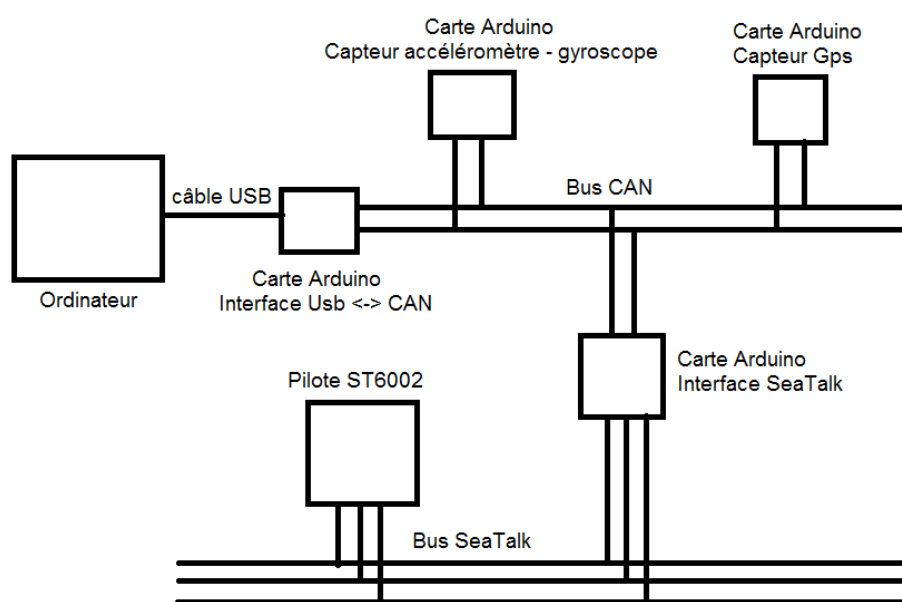 Carte Arduino
Capteur accéléromètre - gyroscope
Carte Arduino
Capteur Gps
câble USB
Bus CAN
Ordinateur
Carte Arduino
Interface Usb <-> CAN
Pilote ST6002
Carte Arduino
Interface SeaTalk
Bus SeaTalk